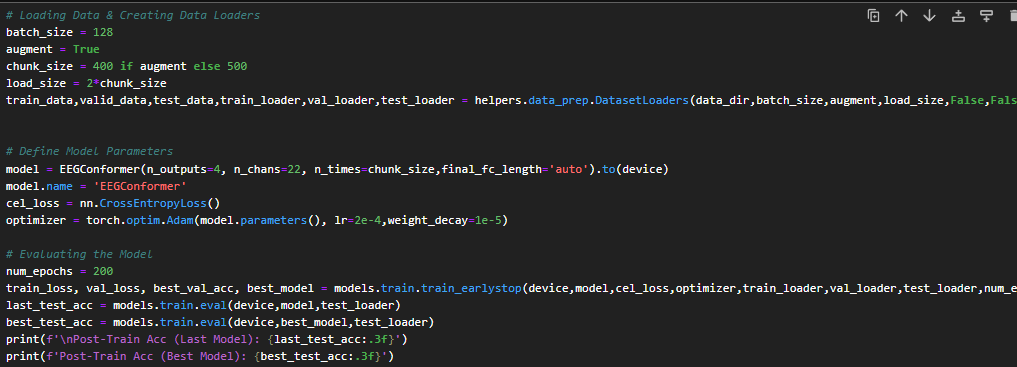 # Loading Data & Creating Data Loaders
batch_size = 128
augment = True
chunk_size = 400 if augment else 500
load_size = 2*chunk_size
train_data,valid_data,test_data,train_loader,val_loader,test_loader = helpers.data_prep.DatasetLoaders(data_dir,batch_size,augment,load_size,False,Fals
# Define Model Parameters
model = EEGConformer(n_outputs=4, n_chans=22, n_times=chunk_size,final_fc_length='auto').to(device)
model.name = 'EEGConformer'
cel_loss = nn.CrossEntropyLoss()
optimizer = torch.optim.Adam(model.parameters(), lr=2e-4,weight_decay=1e-5)
# Evaluating the Model
num_epochs = 200
train_loss, val_loss, best_val_acc, best_model = models.train.train_earlystop(device,model,cel_loss,optimizer,train_loader,val_loader,test_loader,num_e
last_test_acc = models.train.eval(device,model,test_loader)
best_test_acc = models.train.eval(device,best_model,test_loader)
print(f'\nPost-Train Acc (Last Model): {last_test_acc:.3f}')
print(f'Post-Train Acc (Best Model): {best_test_acc:.3f}')